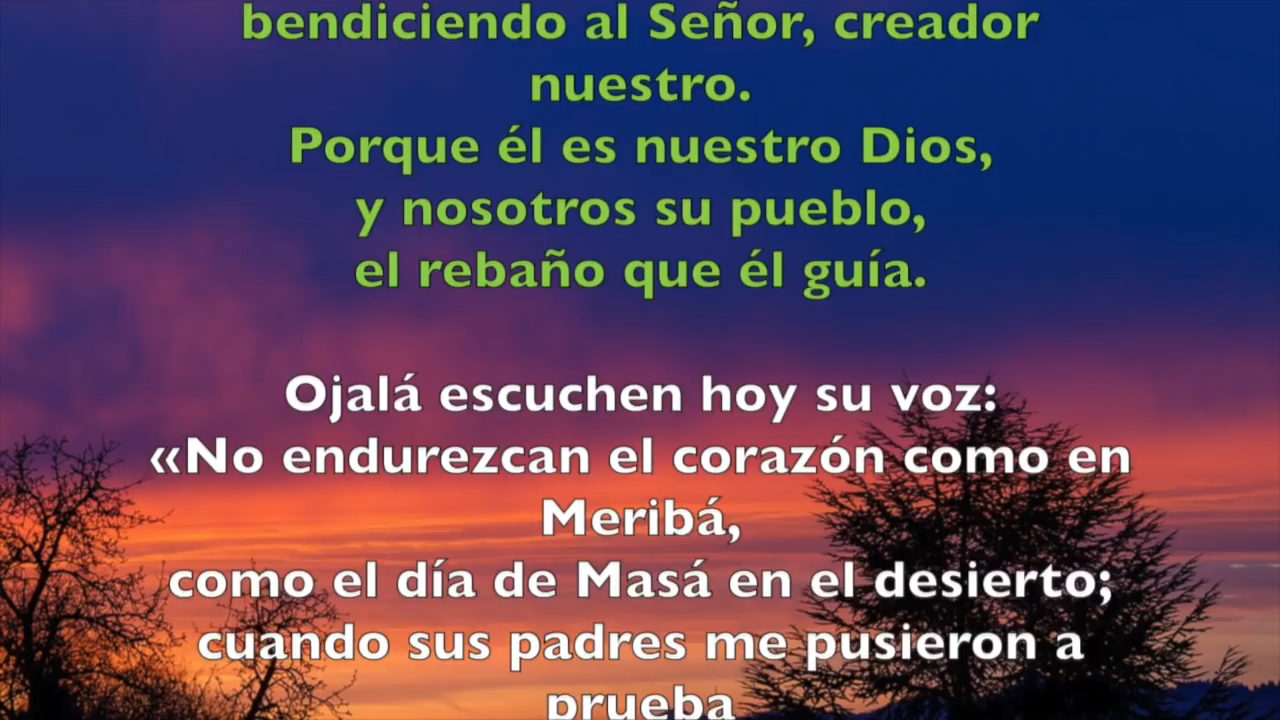 bendiciendo al Señor, creador
nuestro.
Porque él es nuestro Dios,
y nosotros su pueblo,
el rebaño que él guía.
Ojalá escuchen hoy su voz:
«No endurezcan el corazón como en
Meribá,
como el día de Masá en el desierto;
cuando sus padres me pusieron a
prueba